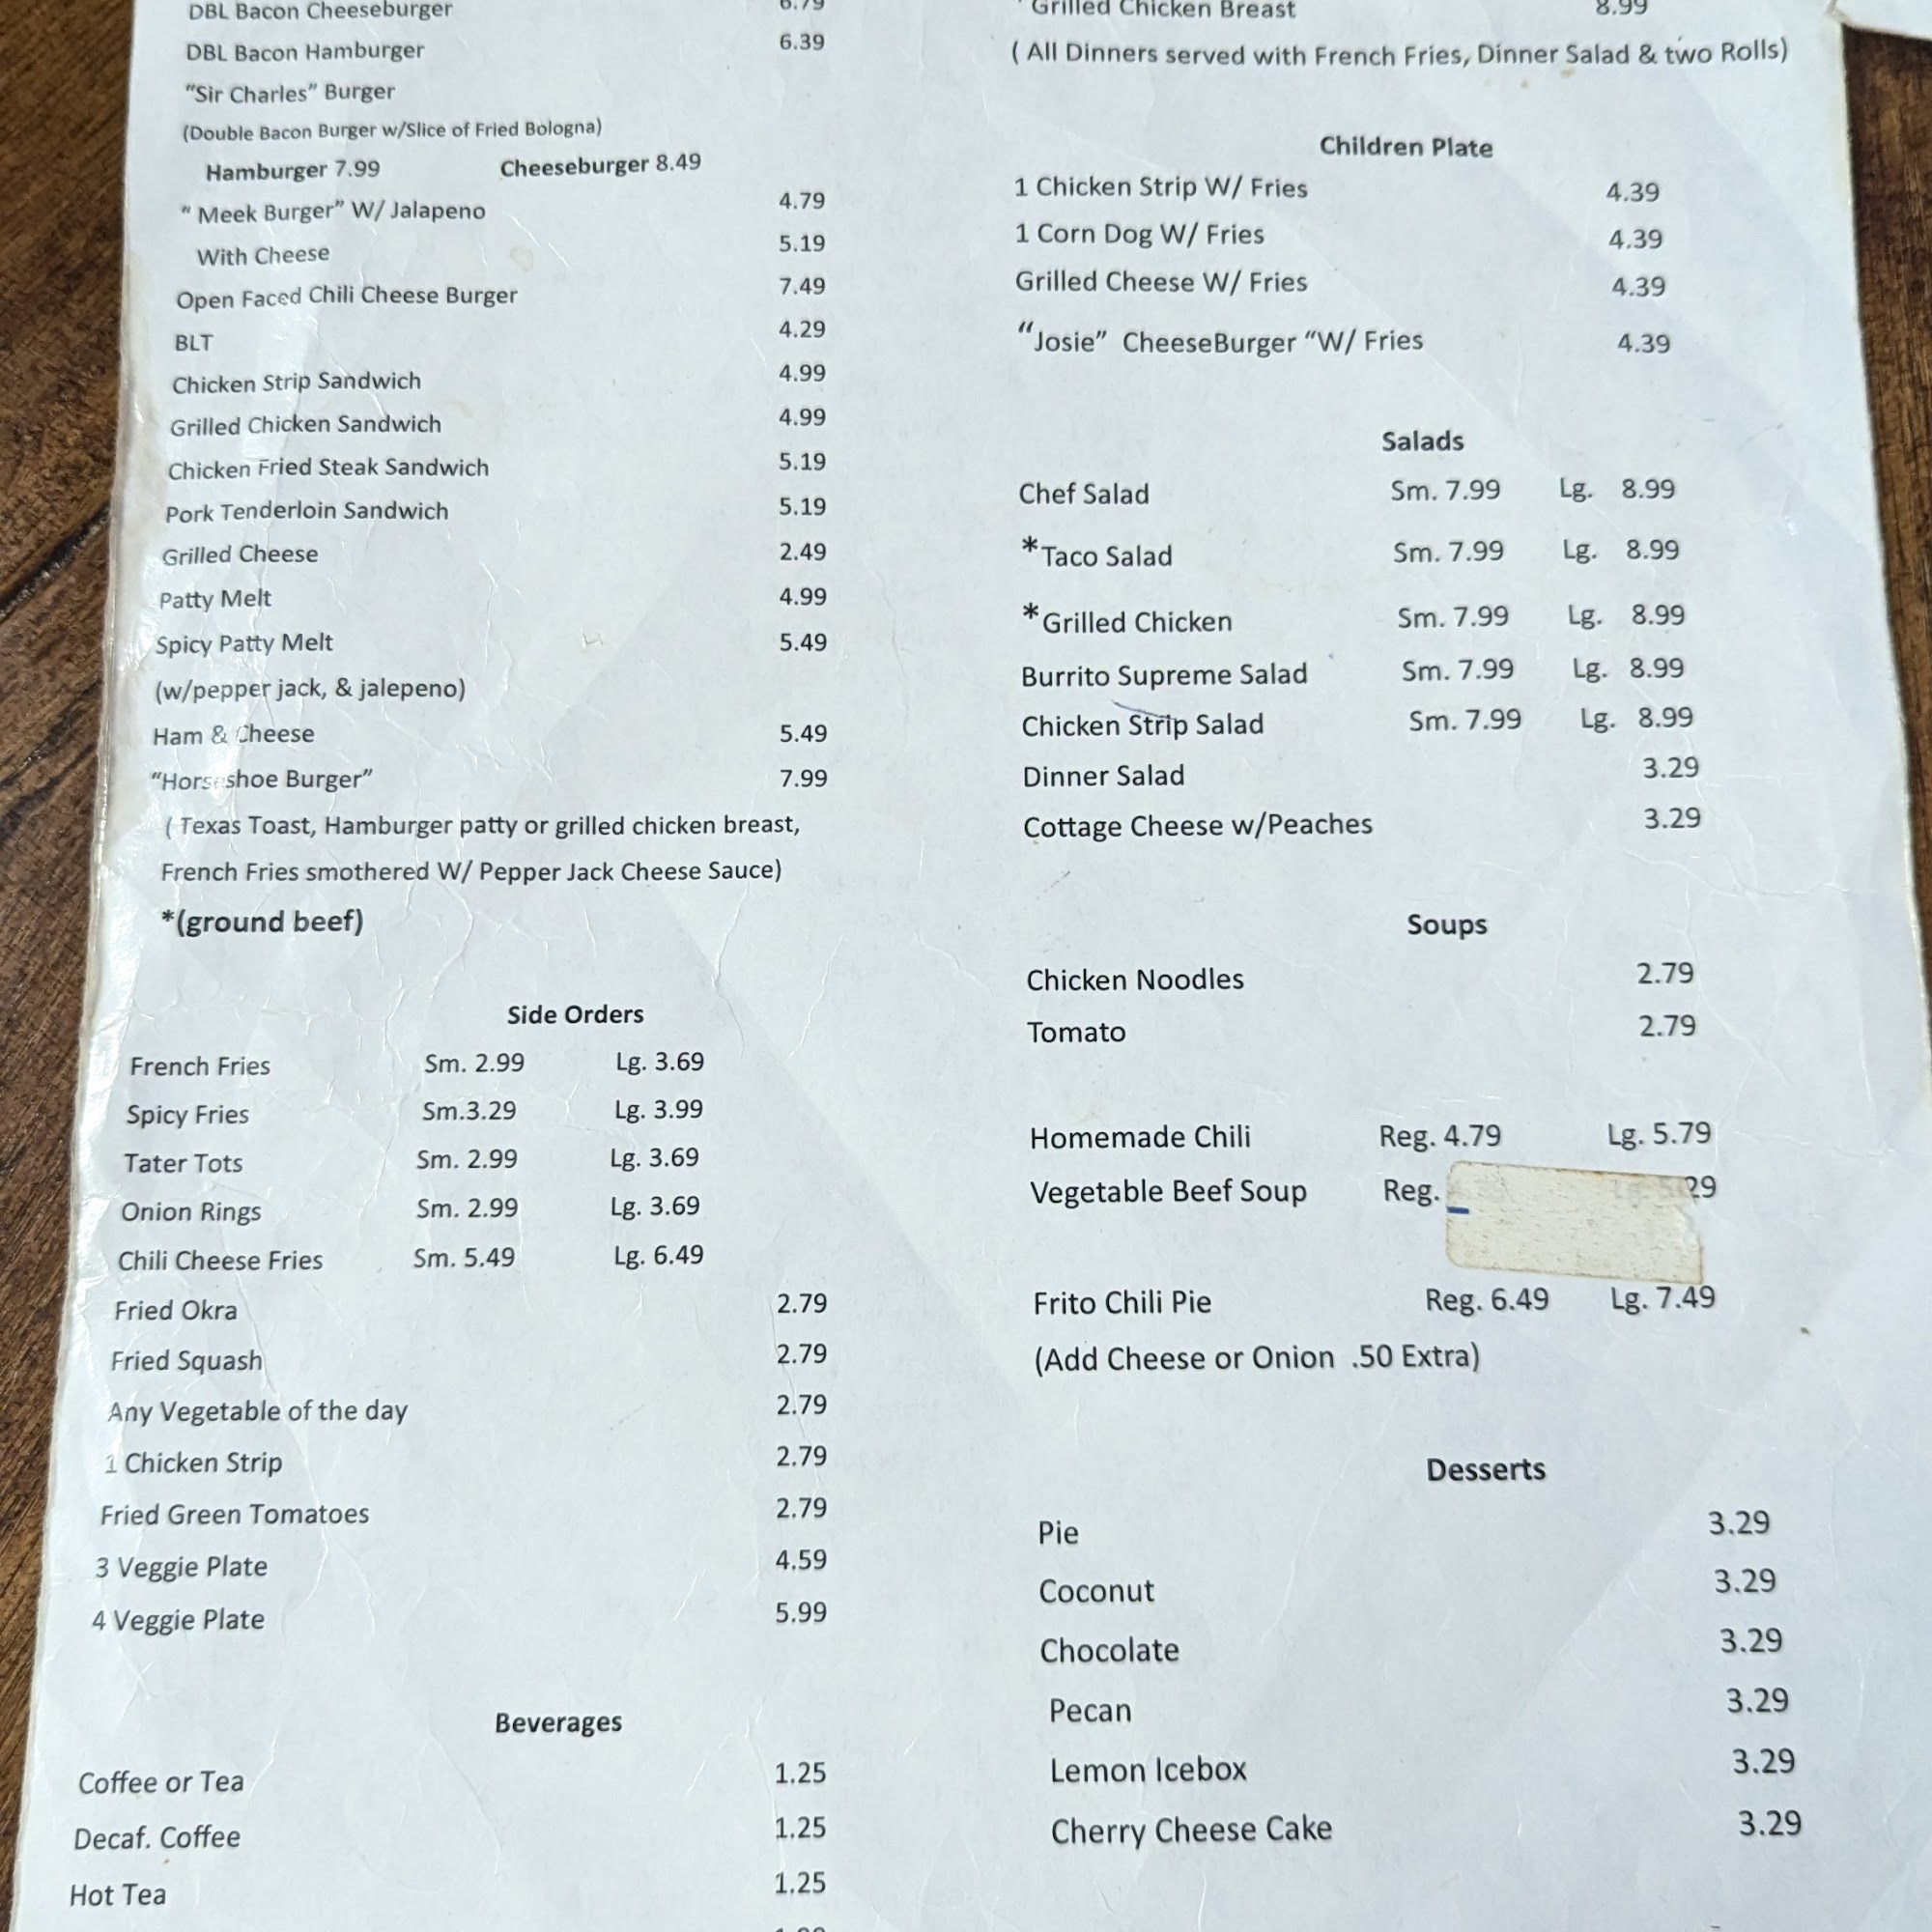 DBL Bacon Cheeseburger 6.79
DBL Bacon Hamburger 6.39
“Sir Charles” Burger
(Double Bacon Burger w/Slice of Fried Bologna)
Hamburger 7.99 Cheeseburger 8.49
“ Meek Burger” W/ Jalapeno 4.79
With Cheese 5.19
Open Faced Chili Cheese Burger 7.49
BLT 4.29
Chicken Strip Sandwich 4.99
Grilled Chicken Sandwich 4.99
Chicken Fried Steak Sandwich 5.19
Pork Tenderloin Sandwich 5.19
Grilled Cheese 2.49
Patty Melt 4.99
Spicy Patty Melt 5.49
(w/pepper jack, & jalepeno)
Ham & Cheese 5.49
“Horseshoe Burger” 7.99
( Texas Toast, Hamburger patty or grilled chicken breast,
French Fries smothered W/ Pepper Jack Cheese Sauce)
*(ground beef)
Side Orders
French Fries Sm. 2.99 Lg. 3.69
Spicy Fries Sm.3.29 Lg. 3.99
Tater Tots Sm. 2.99 Lg. 3.69
Onion Rings Sm. 2.99 Lg. 3.69
Chili Cheese Fries Sm. 5.49 Lg. 6.49
Fried Okra 2.79
Fried Squash 2.79
Any Vegetable of the day 2.79
1 Chicken Strip 2.79
Fried Green Tomatoes 2.79
3 Veggie Plate 4.59
4 Veggie Plate 5.99
Beverages
Coffee or Tea 1.25
Decaf. Coffee 1.25
Hot Tea 1.25
Grilled Chicken Breast 8.99
( All Dinners served with French Fries, Dinner Salad & two Rolls)
Children Plate
1 Chicken Strip W/ Fries 4.39
1 Corn Dog W/ Fries 4.39
Grilled Cheese W/ Fries 4.39
“Josie” CheeseBurger “W/ Fries 4.39
Salads
Chef Salad Sm. 7.99 Lg. 8.99
*Taco Salad Sm. 7.99 Lg. 8.99
*Grilled Chicken Sm. 7.99 Lg. 8.99
Burrito Supreme Salad Sm. 7.99 Lg. 8.99
Chicken Strip Salad Sm. 7.99 Lg. 8.99
Dinner Salad 3.29
Cottage Cheese w/Peaches 3.29
Soups
Chicken Noodles 2.79
Tomato 2.79
Homemade Chili Reg. 4.79 Lg. 5.79
Vegetable Beef Soup Reg.
Frito Chili Pie Reg. 6.49 Lg. 7.49
(Add Cheese or Onion .50 Extra)
Desserts
Pie 3.29
Coconut 3.29
Chocolate 3.29
Pecan 3.29
Lemon Icebox 3.29
Cherry Cheese Cake 3.29